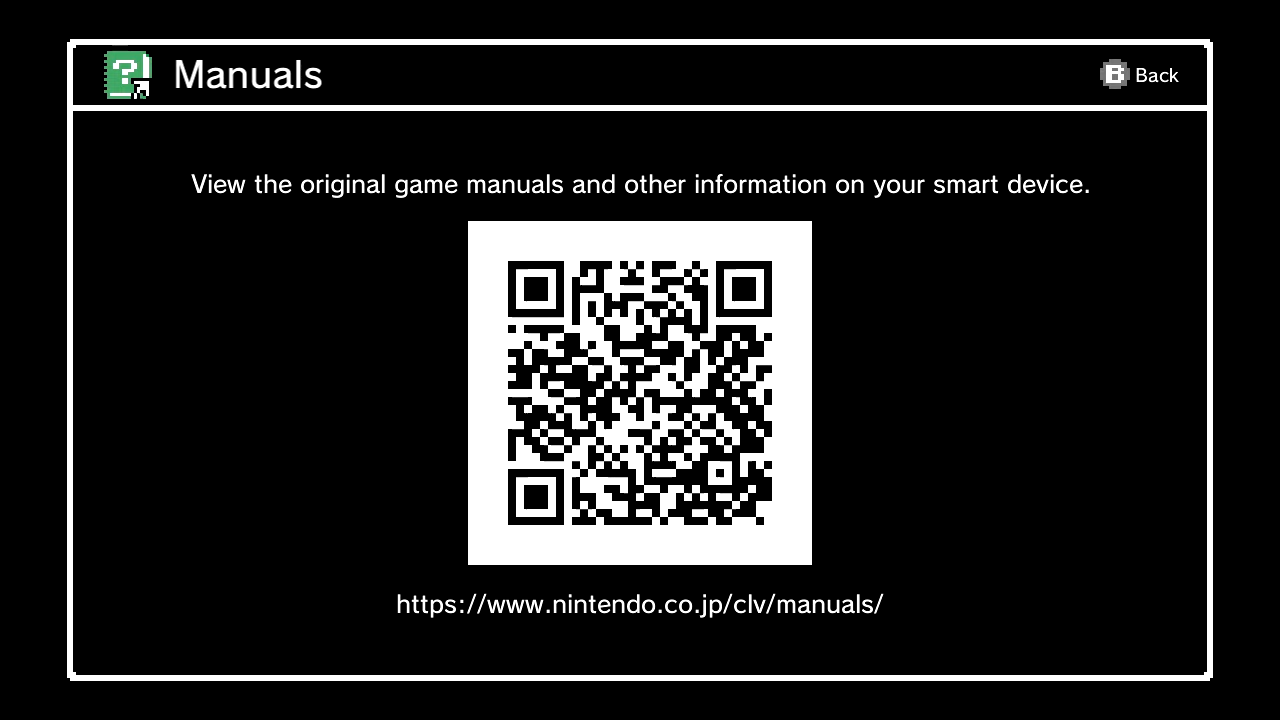 Manuals
B Back
View the original game manuals and other information on your smart device.
https://www.nintendo.co.jp/clv/manuals/